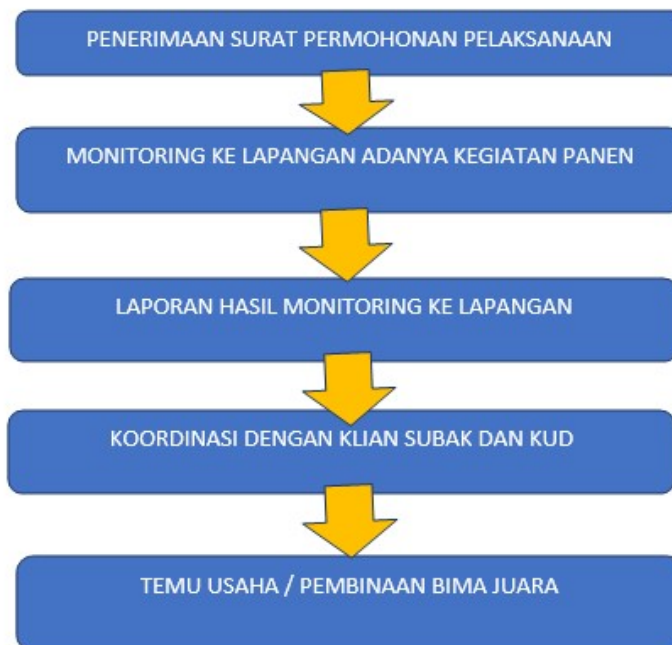 PENERIMAAN SURAT PERMOHONAN PELAKSANAAN
MONITORING KE LAPANGAN ADANYA KEGIATAN PANEN
LAPORAN HASIL MONITORING KE LAPANGAN
KOORDINASI DENGAN KLIAN SUBAK DAN KUD
TEMU USAHA / PEMBINAAN BIMA JUARA